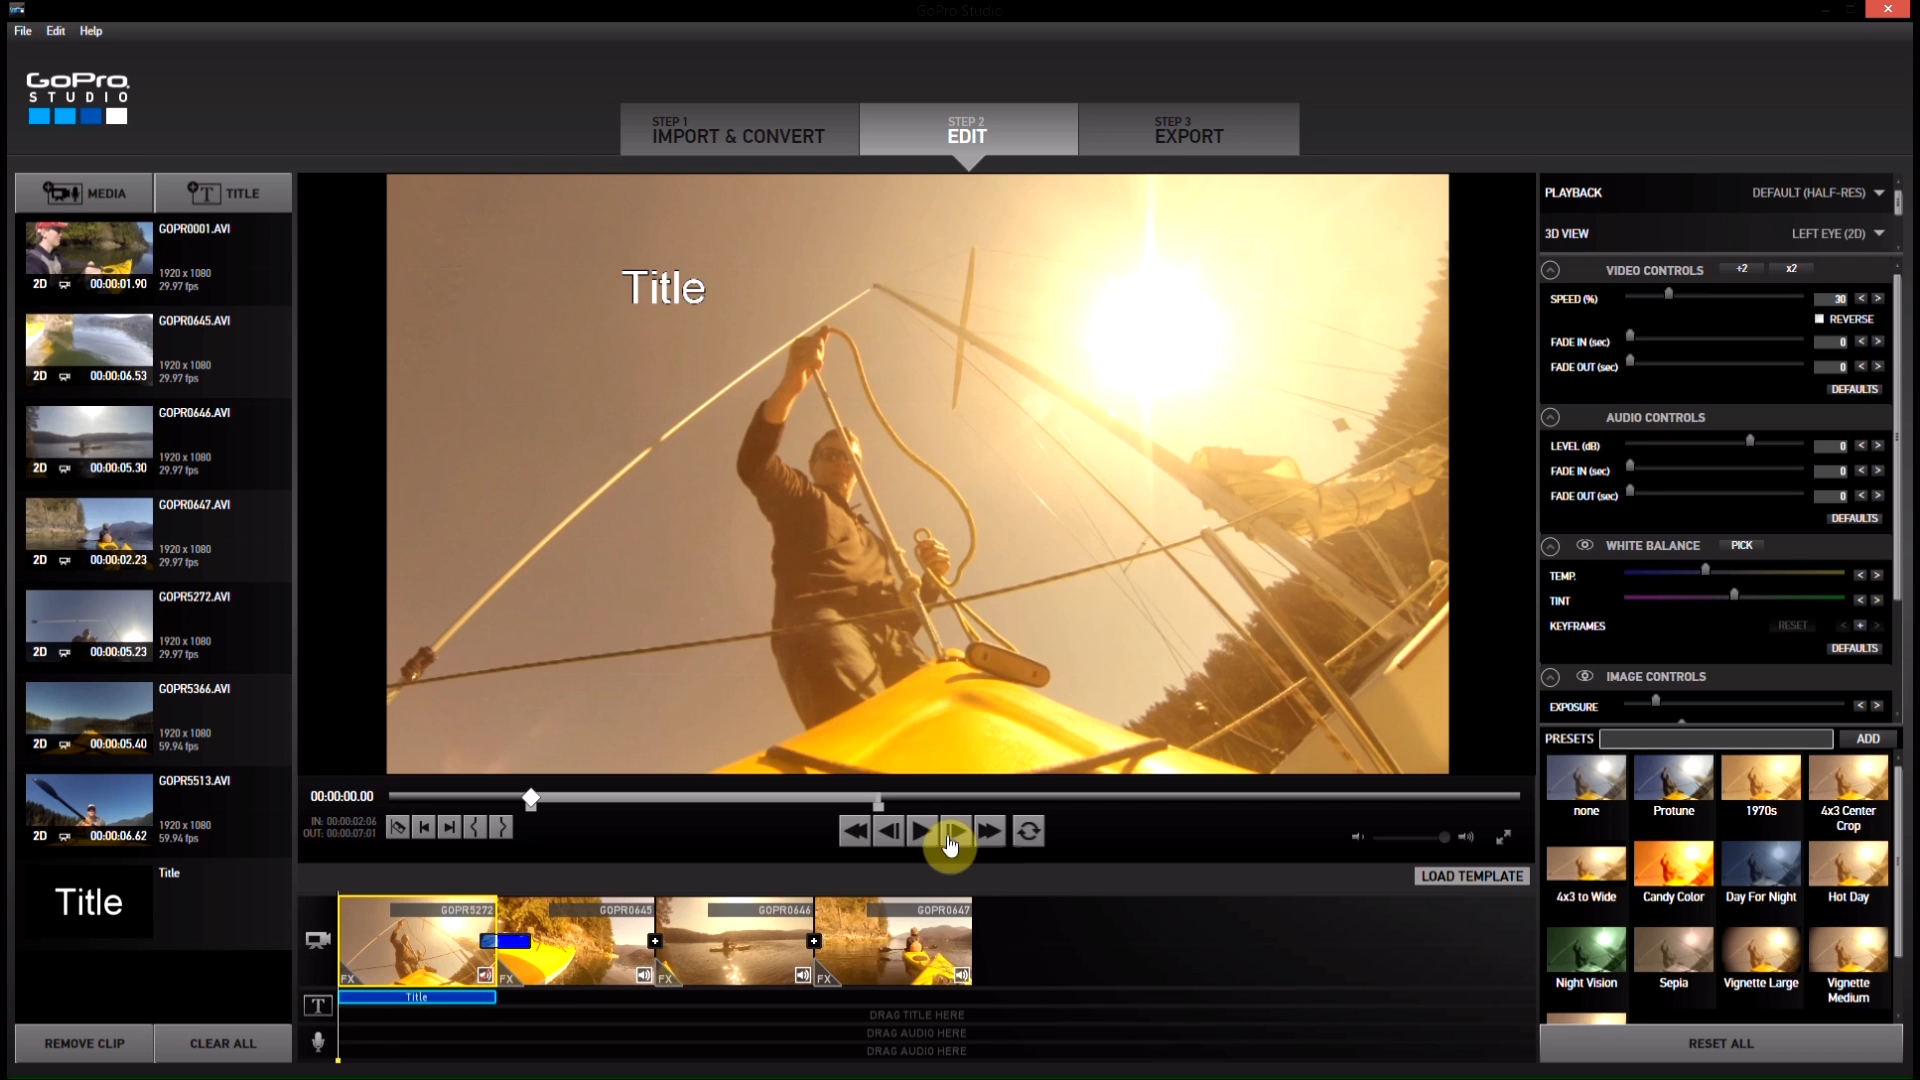 GoPro Studio
File Edit Help
GoPro
STUDIO
STEP 1
IMPORT & CONVERT
STEP 2
EDIT
STEP 3
EXPORT
MEDIA
T TITLE
GOPR0001.AVI
1920 x 1080
2D 00:00:01.90 29.97 fps
GOPR0645.AVI
1920 x 1080
2D 00:00:06.53 29.97 fps
GOPR0646.AVI
1920 x 1080
2D 00:00:05.30 29.97 fps
GOPR0647.AVI
1920 x 1080
2D 00:00:02.23 29.97 fps
GOPR5272.AVI
1920 x 1080
2D 00:00:05.23 29.97 fps
GOPR5366.AVI
1920 x 1080
2D 00:00:05.40 59.94 fps
GOPR5513.AVI
1920 x 1080
2D 00:00:06.62 59.94 fps
Title
Title
REMOVE CLIP CLEAR ALL
Title
00:00:00.00
IN: 00:00:02:06
OUT: 00:00:07:01
LOAD TEMPLATE
GOPR5272 GOPR0645 GOPR0646 GOPR0647
FX FX FX FX
Title
T
DRAG TITLE HERE
DRAG AUDIO HERE
DRAG AUDIO HERE
PLAYBACK DEFAULT (HALF-RES)
3D VIEW LEFT EYE (2D)
VIDEO CONTROLS ÷2 x2
SPEED (%) 30 < >
REVERSE
FADE IN (sec) 0 < >
FADE OUT (sec) 0 < >
DEFAULTS
AUDIO CONTROLS
LEVEL (dB) 0 < >
FADE IN (sec) 0 < >
FADE OUT (sec) 0 < >
DEFAULTS
WHITE BALANCE PICK
TEMP. < >
TINT < >
KEYFRAMES RESET < + >
DEFAULTS
IMAGE CONTROLS
EXPOSURE < >
PRESETS ADD
none Protune 1970s 4x3 Center Crop
4x3 to Wide Candy Color Day For Night Hot Day
Night Vision Sepia Vignette Large Vignette Medium
RESET ALL